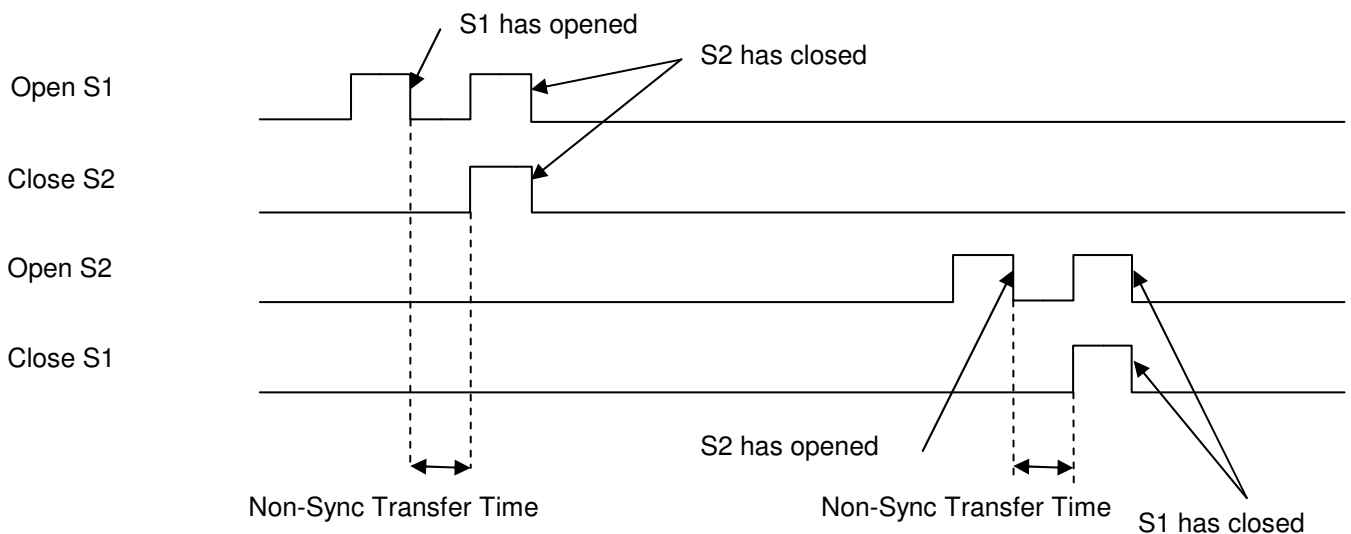 S1 has opened
S2 has closed
Open S1
Close S2
Open S2
Close S1
S2 has opened
Non-Sync Transfer Time
Non-Sync Transfer Time
S1 has closed